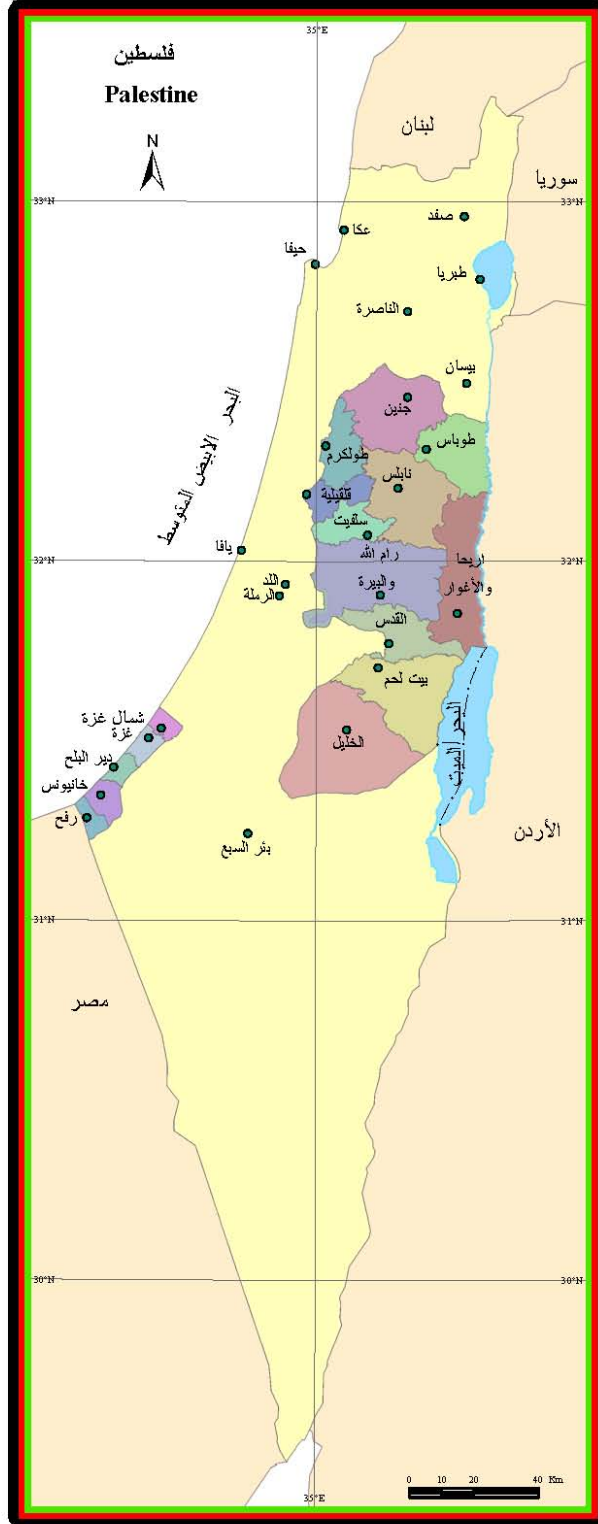 35°E
فلسطين
Palestine
N
لبنان
سوريا
33°N
33°N
صفد
عكا
حيفا
طبريا
الناصرة
بيسان
جنين
البحر الابيض المتوسط
طوباس
طولكرم
نابلس
قلقيلية
سلفيت
32°N
32°N
يافا
رام الله
والبيرة
اريحا
والأغوار
اللد
الرملة
القدس
بيت لحم
شمال غزة
غزة
الخليل
البحر الميت
دير البلح
خانيونس
رفح
بئر السبع
الأردن
31°N
31°N
مصر
30°N
30°N
0 10 20 40 Km
35°E